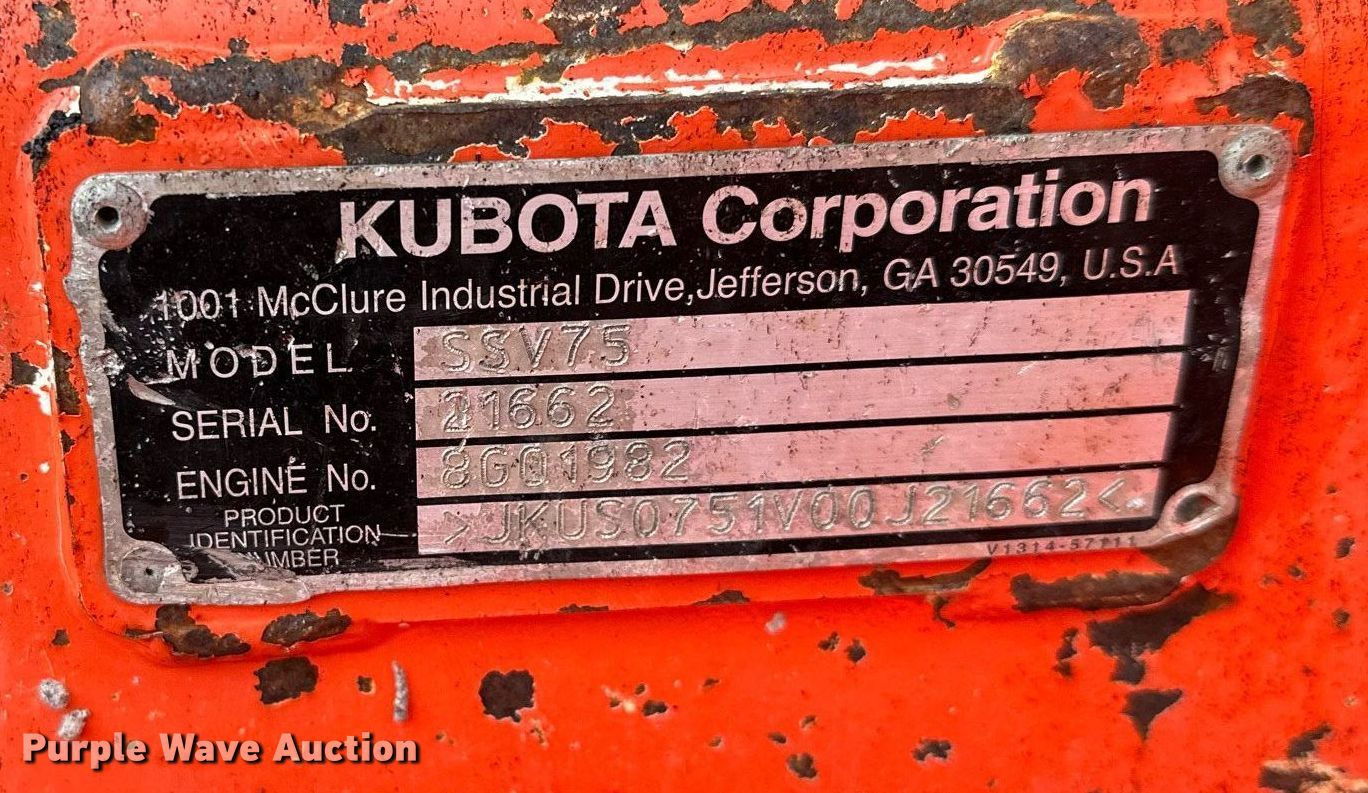 KUBOTA Corporation
1001 McClure Industrial Drive, Jefferson, GA 30549, U.S.A
MODEL SSV75
SERIAL No. 21662
ENGINE No. 8GQ1982
PRODUCT
IDENTIFICATION
NUMBER >JKUS0751V00J21662<
V1314-57111
Purple Wave Auction